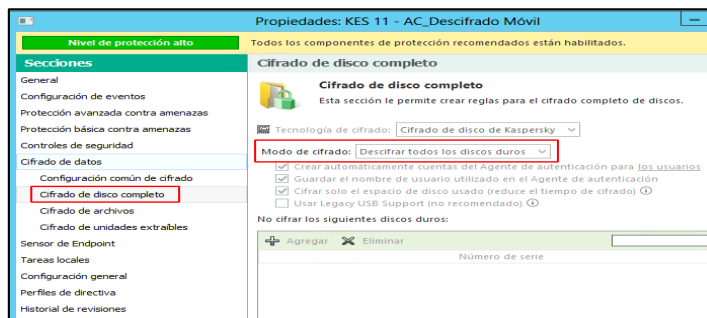 Propiedades: KES 11 - AC_Descifrado Móvil
Nivel de protección alto
Todos los componentes de protección recomendados están habilitados.
Secciones
General
Configuración de eventos
Protección avanzada contra amenazas
Protección básica contra amenazas
Controles de seguridad
Cifrado de datos
Configuración común de cifrado
Cifrado de disco completo
Cifrado de archivos
Cifrado de unidades extraíbles
Sensor de Endpoint
Tareas locales
Configuración general
Perfiles de directiva
Historial de revisiones
Cifrado de disco completo
Cifrado de disco completo
Esta sección le permite crear reglas para el cifrado completo de discos.
Tecnología de cifrado: Cifrado de disco de Kaspersky
Modo de cifrado: Descifrar todos los discos duros
Crear automáticamente cuentas del Agente de autenticación para los usuarios
Guardar el nombre de usuario utilizado en el Agente de autenticación
Cifrar solo el espacio de disco usado (reduce el tiempo de cifrado)
Usar Legacy USB Support (no recomendado)
No cifrar los siguientes discos duros:
Agregar Eliminar
Número de serie